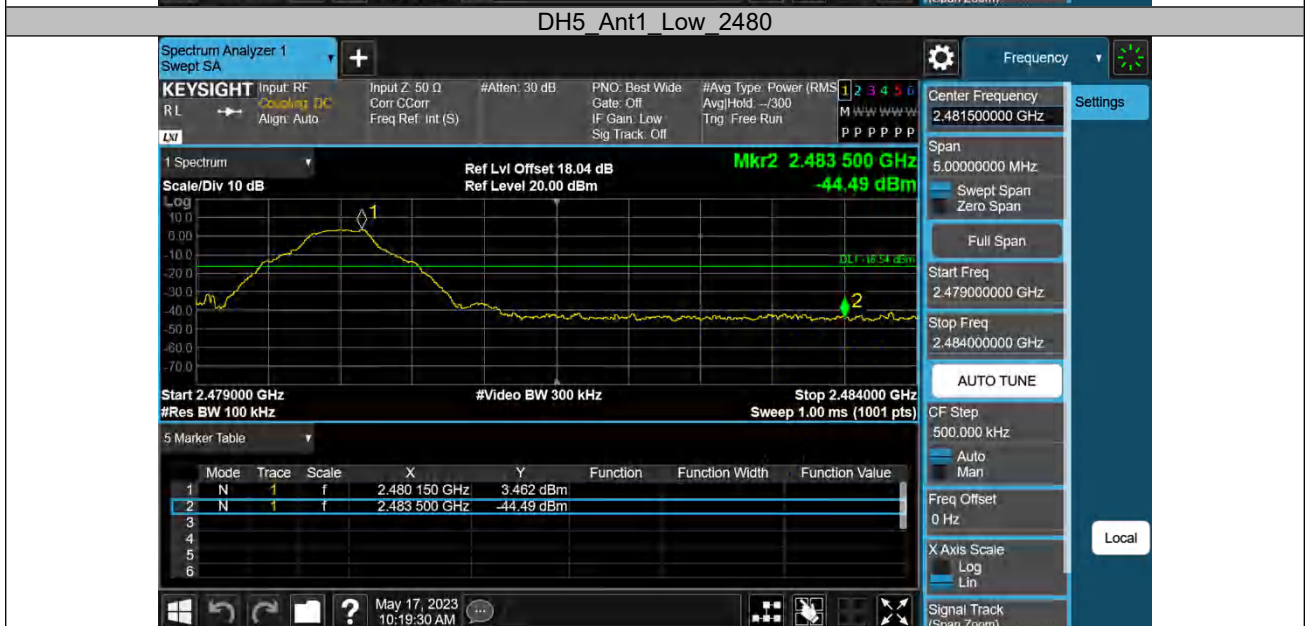 (Span Zoom)
DH5_Ant1_Low_2480
Spectrum Analyzer 1
Swept SA
+
Frequency
KEYSIGHT
RL
LXI
Input: RF
Coupling: DC
Align: Auto
Input Z: 50 Ω
Corr CCorr
Freq Ref: Int (S)
#Atten: 30 dB
PNO: Best Wide
Gate: Off
IF Gain: Low
Sig Track: Off
#Avg Type: Power (RMS
Avg|Hold: --/300
Trig: Free Run
1 2 3 4 5 6
M W W W W W
P P P P P P
Center Frequency
2.481500000 GHz
Settings
Span
5.00000000 MHz
Swept Span
Zero Span
Full Span
Start Freq
2.479000000 GHz
Stop Freq
2.484000000 GHz
AUTO TUNE
CF Step
500.000 kHz
Auto
Man
Freq Offset
0 Hz
X Axis Scale
Log
Lin
Signal Track
(Span Zoom)
Local
1 Spectrum
Scale/Div 10 dB
Ref Lvl Offset 18.04 dB
Ref Level 20.00 dBm
Mkr2 2.483 500 GHz
-44.49 dBm
Log
10.0
0.00
-10.0
-20.0
-30.0
-40.0
-50.0
-60.0
-70.0
1
DL1 -16.54 dBm
2
Start 2.479000 GHz
#Video BW 300 kHz
Stop 2.484000 GHz
#Res BW 100 kHz
Sweep 1.00 ms (1001 pts)
5 Marker Table
Mode Trace Scale X Y Function Function Width Function Value
1 N 1 f 2.480 150 GHz 3.462 dBm
2 N 1 f 2.483 500 GHz -44.49 dBm
3
4
5
6
?
May 17, 2023
10:19:30 AM